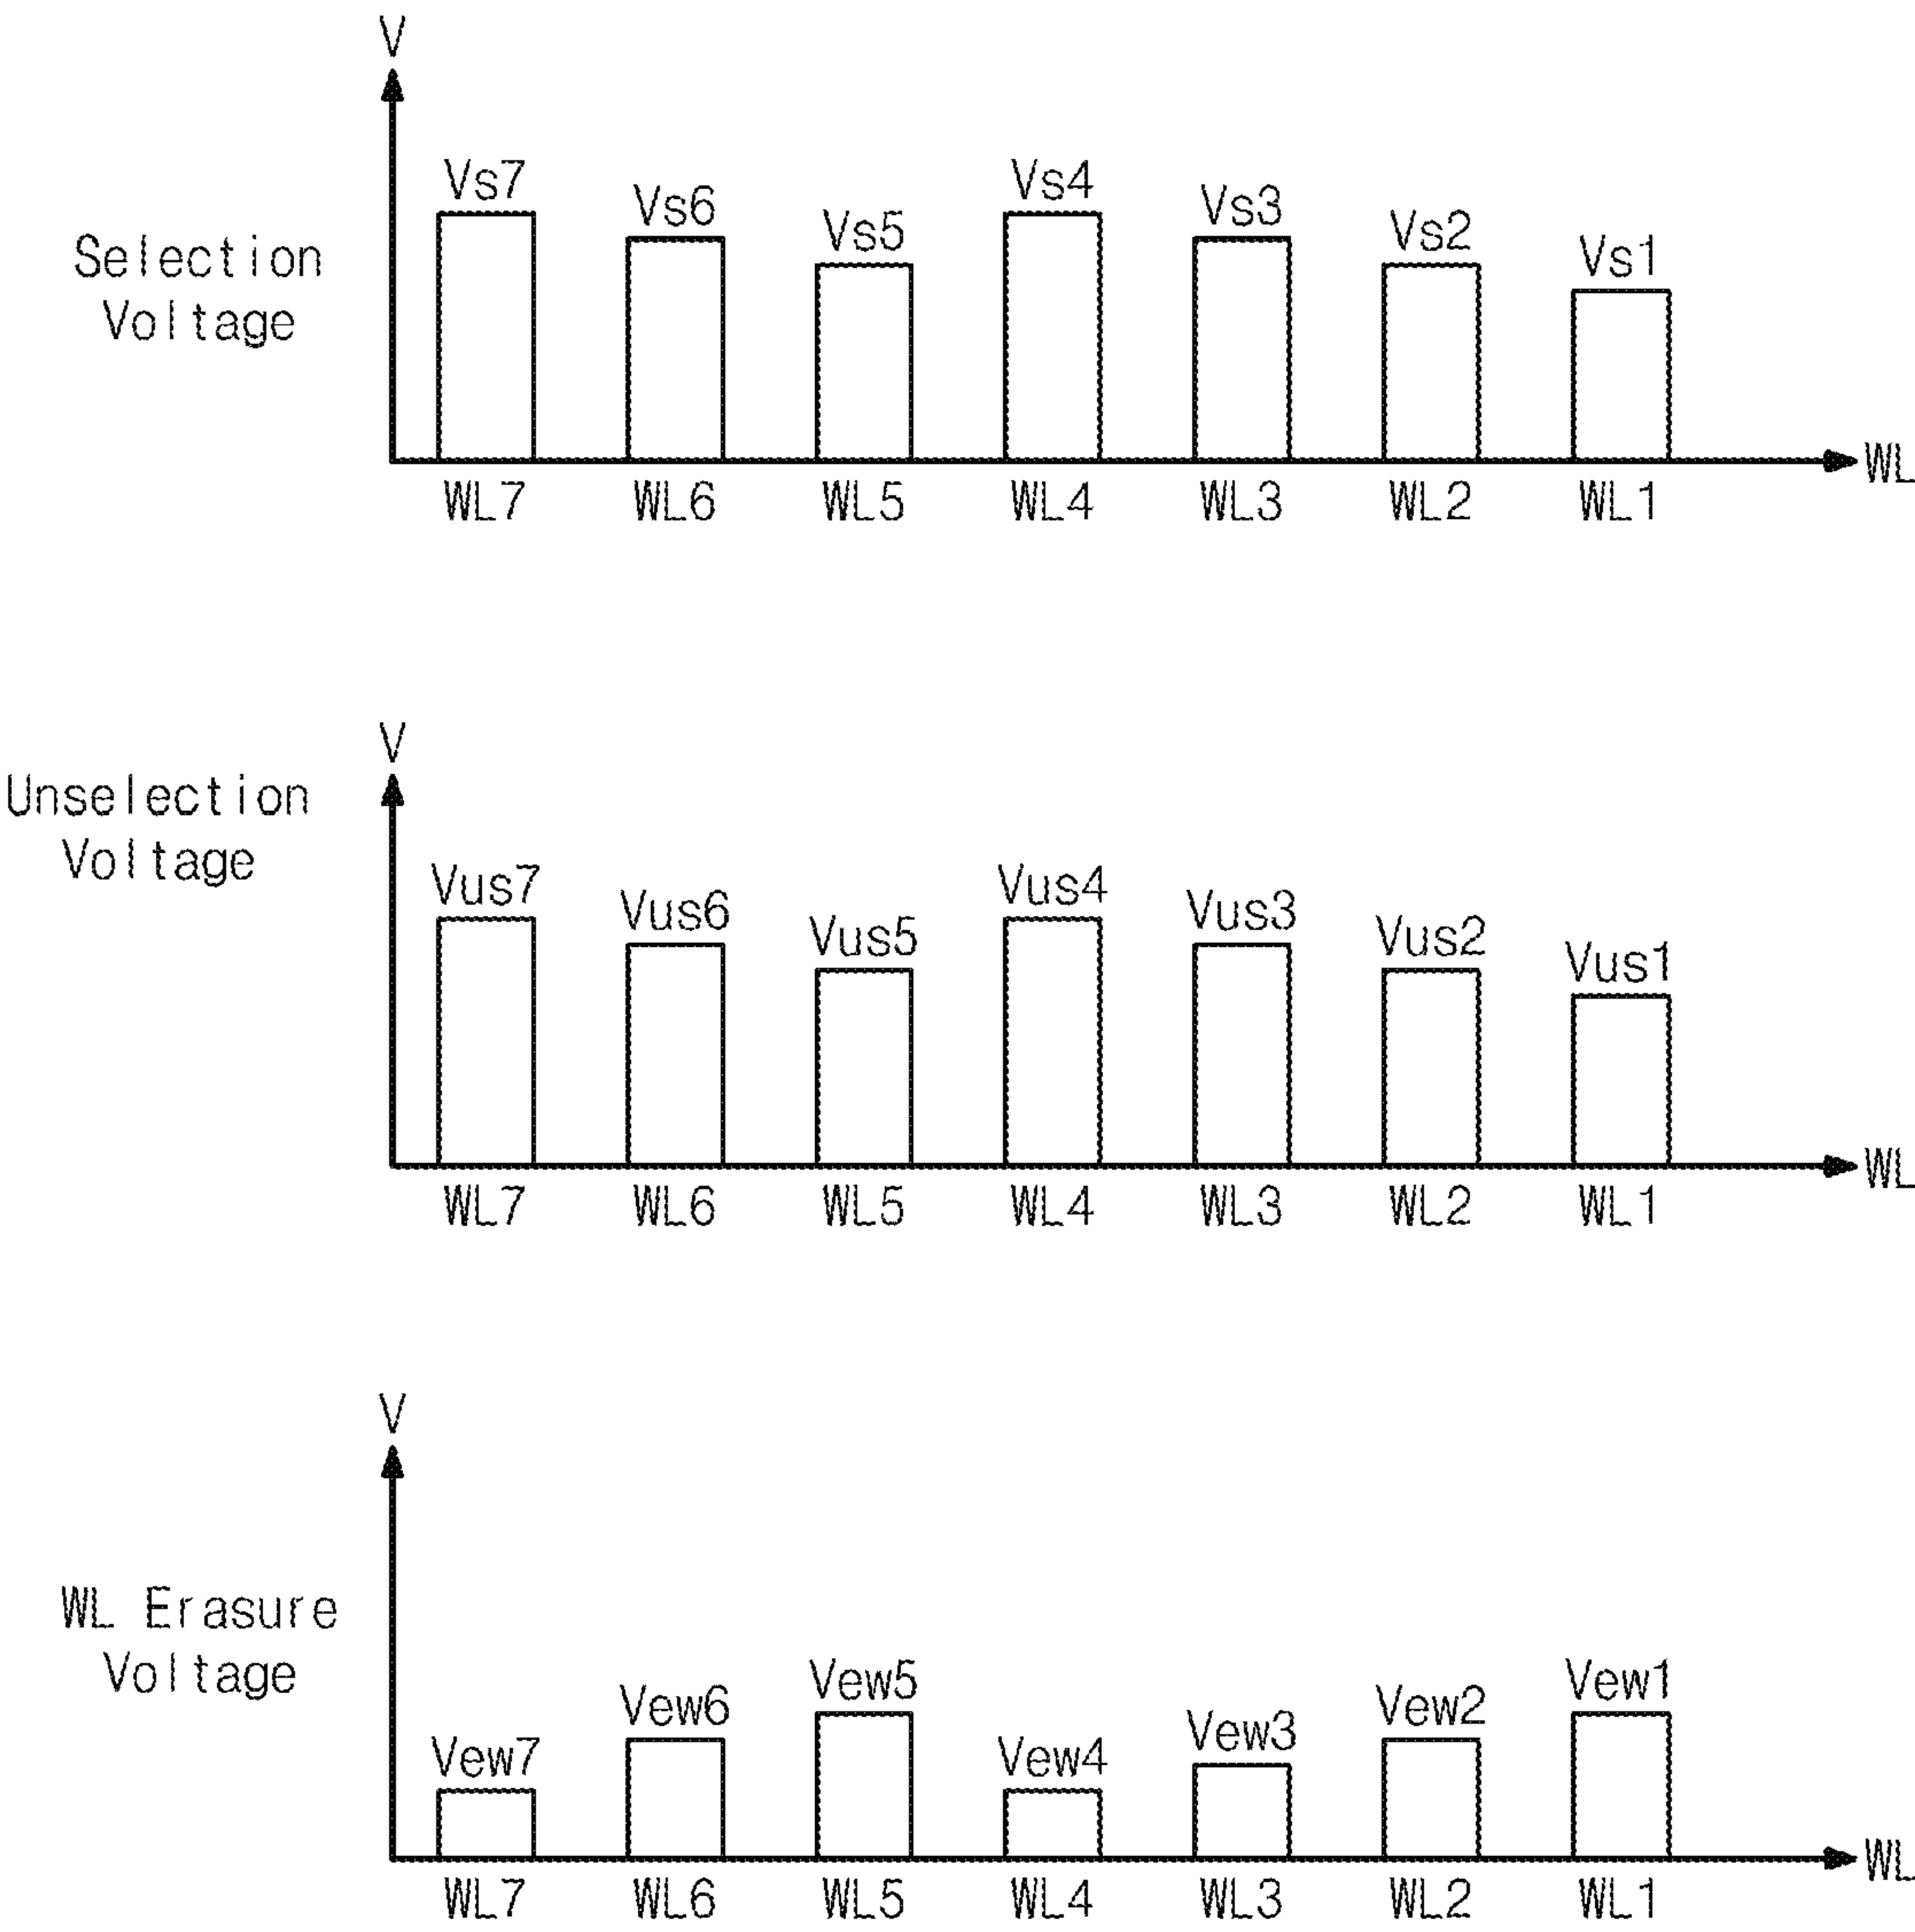 V
Vs7 Vs6 Vs5 Vs4 Vs3 Vs2 Vs1
Selection
Voltage
WL
WL7 WL6 WL5 WL4 WL3 WL2 WL1
V
Unselection
Voltage
Vus7 Vus6 Vus5 Vus4 Vus3 Vus2 Vus1
WL
WL7 WL6 WL5 WL4 WL3 WL2 WL1
V
WL Erasure
Voltage
Vew7 Vew6 Vew5 Vew4 Vew3 Vew2 Vew1
WL
WL7 WL6 WL5 WL4 WL3 WL2 WL1